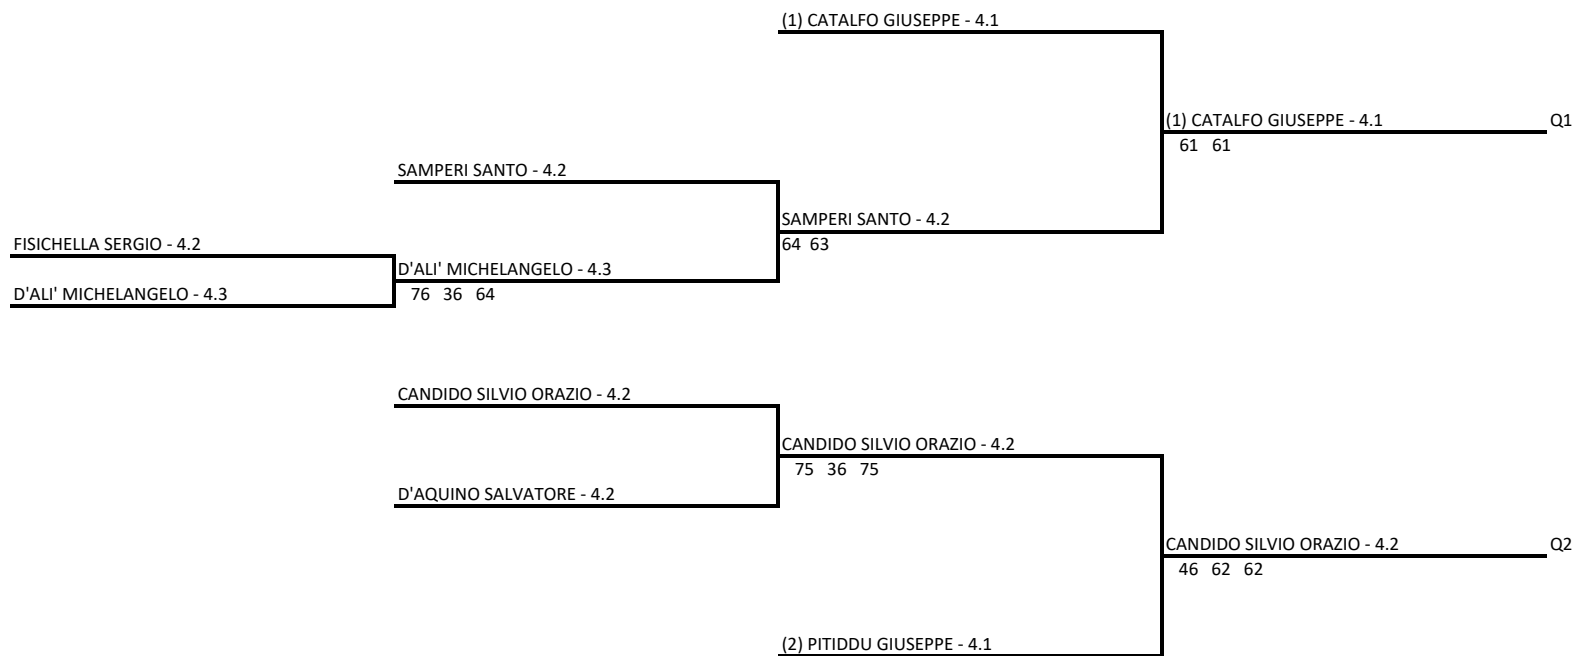 (1) CATALFO GIUSEPPE - 4.1
(1) CATALFO GIUSEPPE - 4.1 Q1
61 61
SAMPERI SANTO - 4.2
SAMPERI SANTO - 4.2
64 63
FISICHELLA SERGIO - 4.2
D'ALI' MICHELANGELO - 4.3
D'ALI' MICHELANGELO - 4.3
76 36 64
CANDIDO SILVIO ORAZIO - 4.2
CANDIDO SILVIO ORAZIO - 4.2
75 36 75
D'AQUINO SALVATORE - 4.2
CANDIDO SILVIO ORAZIO - 4.2 Q2
46 62 62
(2) PITIDDU GIUSEPPE - 4.1